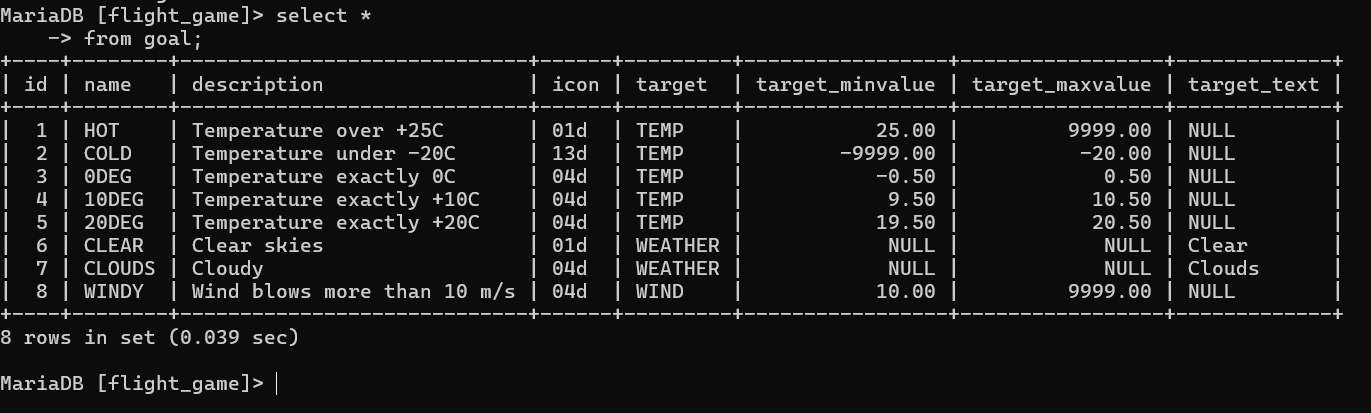 MariaDB [flight_game]> select *
    -> from goal;
+----+--------+----------------------------+------+---------+-----------------+-----------------+-------------+
| id | name   | description                | icon | target  | target_minvalue | target_maxvalue | target_text |
+----+--------+----------------------------+------+---------+-----------------+-----------------+-------------+
|  1 | HOT    | Temperature over +25C      | 01d  | TEMP    |           25.00 |         9999.00 | NULL        |
|  2 | COLD   | Temperature under -20C     | 13d  | TEMP    |        -9999.00 |          -20.00 | NULL        |
|  3 | 0DEG   | Temperature exactly 0C     | 04d  | TEMP    |           -0.50 |            0.50 | NULL        |
|  4 | 10DEG  | Temperature exactly +10C   | 04d  | TEMP    |            9.50 |           10.50 | NULL        |
|  5 | 20DEG  | Temperature exactly +20C   | 04d  | TEMP    |           19.50 |           20.50 | NULL        |
|  6 | CLEAR  | Clear skies                | 01d  | WEATHER |            NULL |            NULL | Clear       |
|  7 | CLOUDS | Cloudy                     | 04d  | WEATHER |            NULL |            NULL | Clouds      |
|  8 | WINDY  | Wind blows more than 10 m/s | 04d  | WIND    |           10.00 |         9999.00 | NULL        |
+----+--------+----------------------------+------+---------+-----------------+-----------------+-------------+
8 rows in set (0.039 sec)
MariaDB [flight_game]>